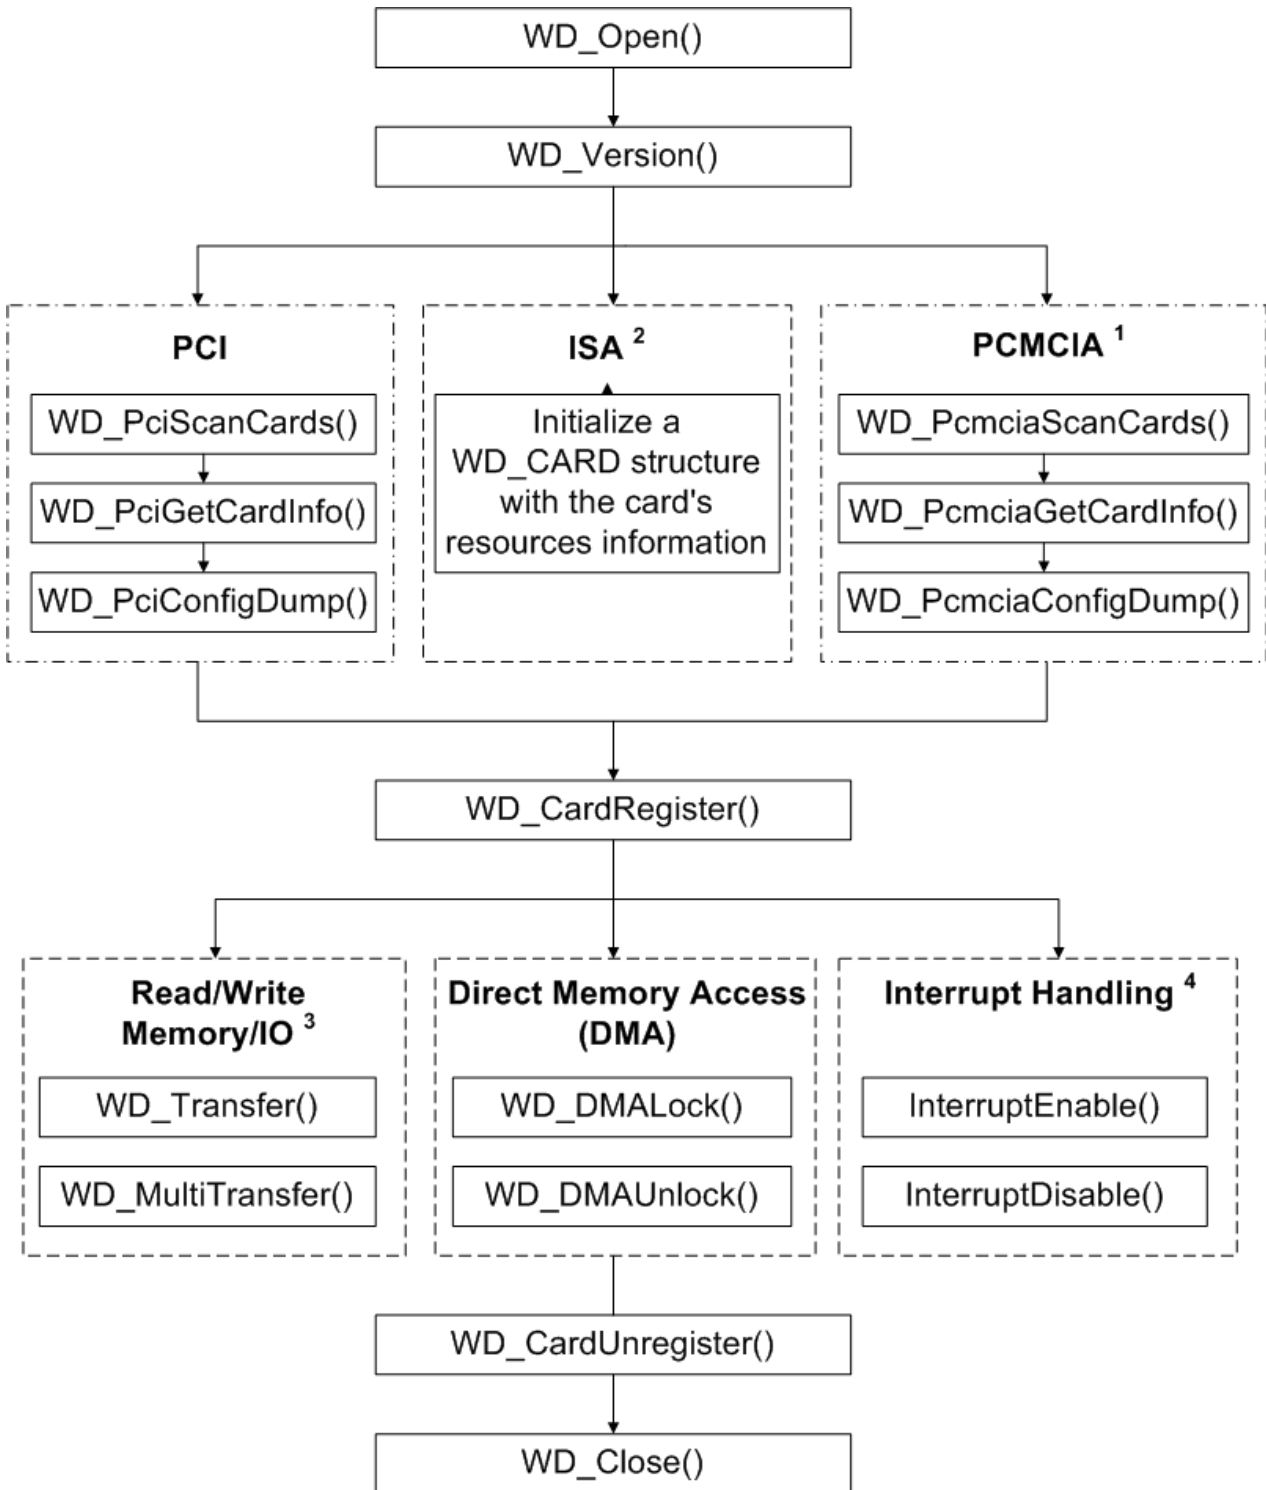 WD_Open()
WD_Version()
PCI
WD_PciScanCards()
WD_PciGetCardInfo()
WD_PciConfigDump()
ISA 2
Initialize a
WD_CARD structure
with the card's
resources information
PCMCIA 1
WD_PcmciaScanCards()
WD_PcmciaGetCardInfo()
WD_PcmciaConfigDump()
WD_CardRegister()
Read/Write
Memory/IO 3
WD_Transfer()
WD_MultiTransfer()
Direct Memory Access
(DMA)
WD_DMALock()
WD_DMAUnlock()
Interrupt Handling 4
InterruptEnable()
InterruptDisable()
WD_CardUnregister()
WD_Close()